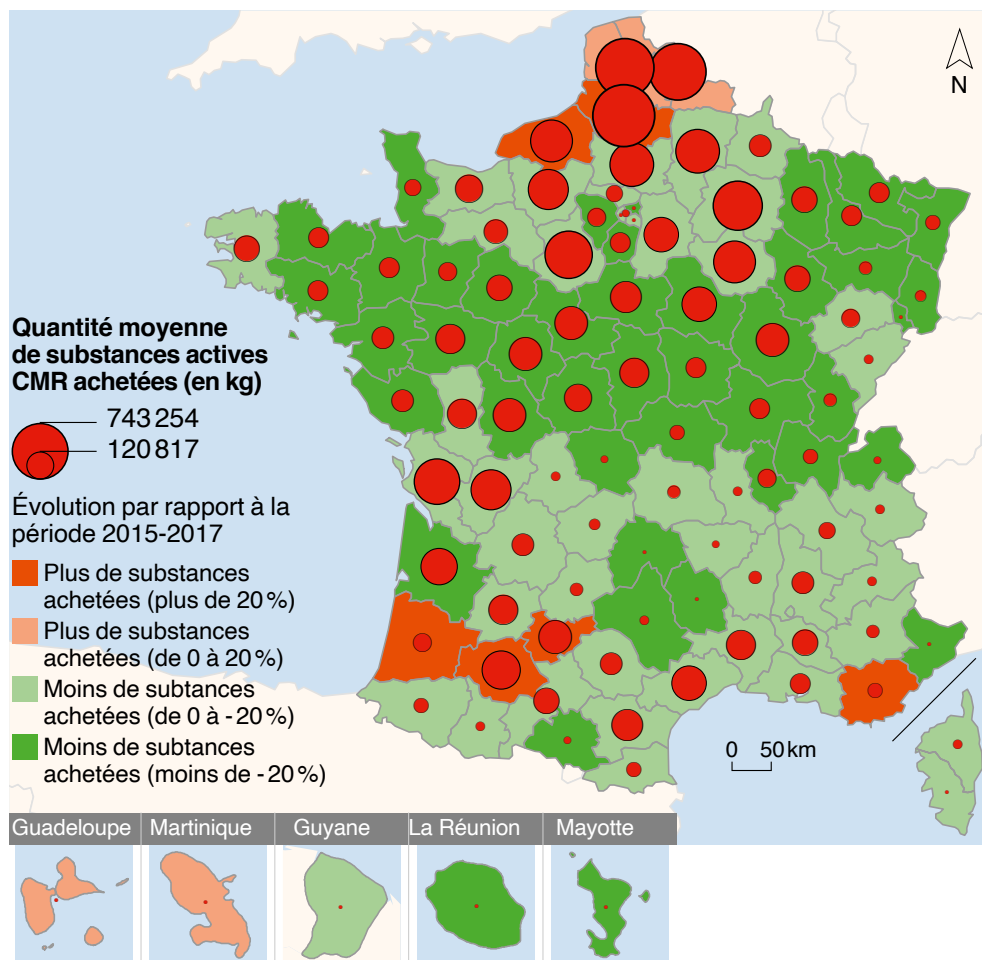 N
Quantité moyenne
de substances actives
CMR achetées (en kg)
743 254
120 817
Évolution par rapport à la
période 2015-2017
Plus de substances
achetées (plus de 20 %)
Plus de substances
achetées (de 0 à 20 %)
Moins de subtances
achetées (de 0 à - 20 %)
Moins de substances
achetées (moins de - 20 %)
0 50 km
Guadeloupe Martinique Guyane La Réunion Mayotte